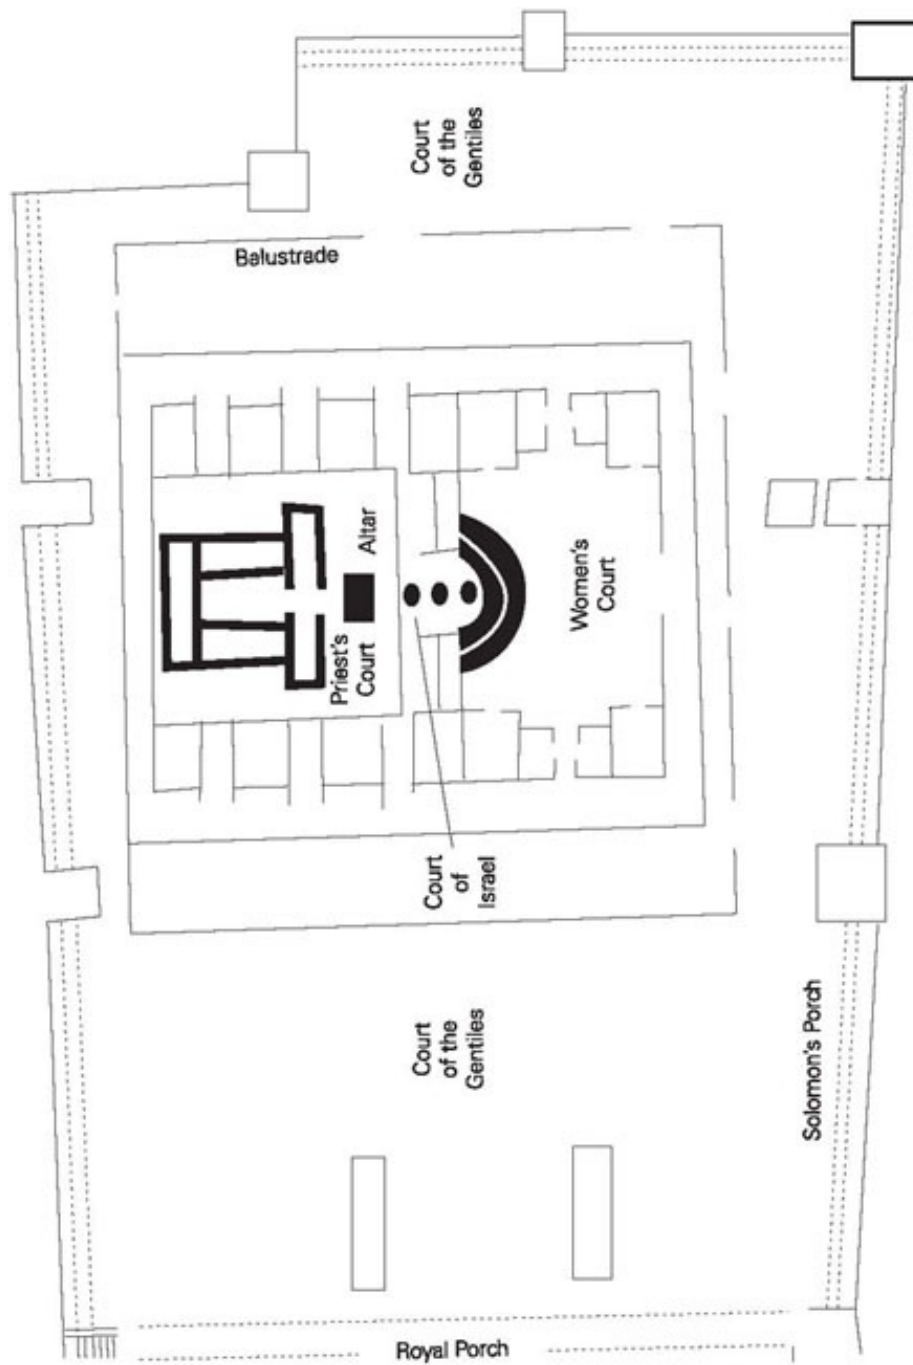 Court
of the
Gentiles
Balustrade
Altar
Priest's
Court
Women's
Court
Court
of
Israel
Court
of the
Gentiles
Solomon's Porch
Royal Porch